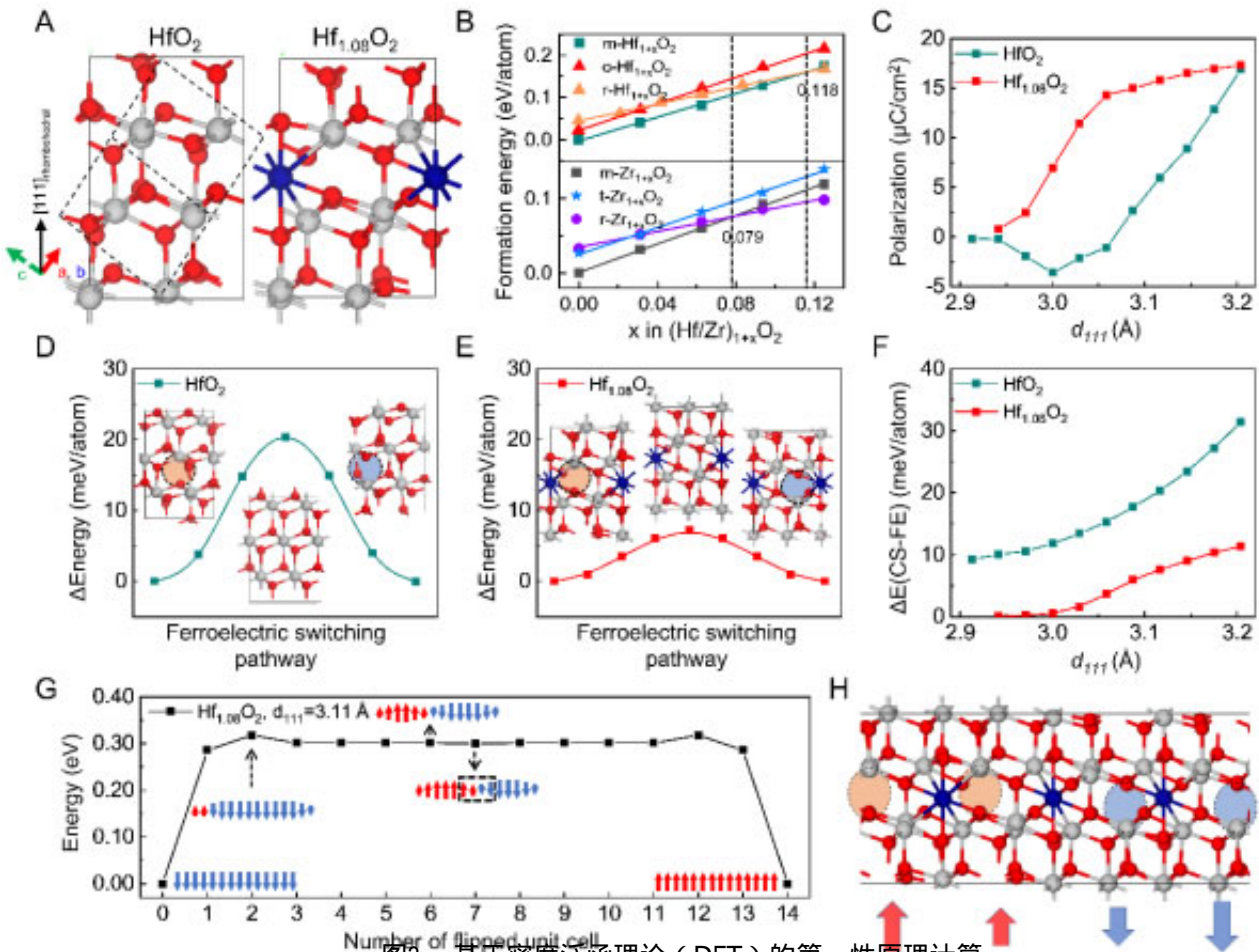 A
HfO2
Hf1.08O2
[111]rhombohedral
c
a, b
B
Formation energy (eV/atom)
0.2
0.1
0.0
0.1
0.0
m-Hf1+xO2
o-Hf1+xO2
r-Hf1+xO2
0.118
m-Zr1+xO2
t-Zr1+xO2
r-Zr1+xO2
0.079
0.00 0.04 0.08 0.12
x in (Hf/Zr)1+xO2
C
Polarization (μC/cm²)
20
15
10
5
0
-5
HfO2
Hf1.08O2
2.9 3.0 3.1 3.2
d111 (Å)
D
ΔEnergy (meV/atom)
30
20
10
0
HfO2
Ferroelectric switching
pathway
E
ΔEnergy (meV/atom)
30
20
10
0
Hf1.08O2
Ferroelectric switching
pathway
F
ΔE(CS-FE) (meV/atom)
40
30
20
10
0
HfO2
Hf1.08O2
2.9 3.0 3.1 3.2
d111 (Å)
G
Energy (eV)
0.40
0.30
0.20
0.10
0.00
Hf1.08O2, d111=3.11 Å
0 1 2 3 4 5 6 7 8 9 10 11 12 13 14
Number of flipped unit cell
H